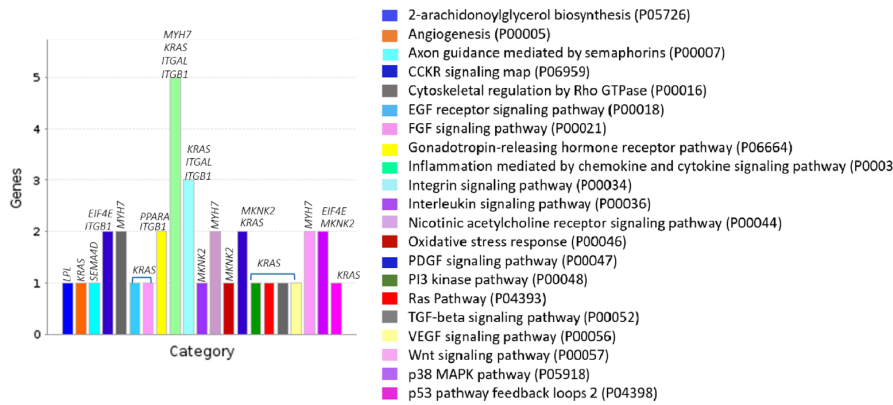 MYH7
KRAS
ITGAL
ITGB1
KRAS
ITGAL
ITGB1
EIF4E
ITGB1
MYH7
PPARA
ITGB1
MYH7
MKNK2
KRAS
MYH7
EIF4E
MKNK2
LPL
KRAS
SEMA4D
KRAS
MKNK2
MKNK2
KRAS
KRAS
5
4
3
2
1
0
Genes
Category
2-arachidonoylglycerol biosynthesis (P05726)
Angiogenesis (P00005)
Axon guidance mediated by semaphorins (P00007)
CCKR signaling map (P06959)
Cytoskeletal regulation by Rho GTPase (P00016)
EGF receptor signaling pathway (P00018)
FGF signaling pathway (P00021)
Gonadotropin-releasing hormone receptor pathway (P06664)
Inflammation mediated by chemokine and cytokine signaling pathway (P0003
Integrin signaling pathway (P00034)
Interleukin signaling pathway (P00036)
Nicotinic acetylcholine receptor signaling pathway (P00044)
Oxidative stress response (P00046)
PDGF signaling pathway (P00047)
PI3 kinase pathway (P00048)
Ras Pathway (P04393)
TGF-beta signaling pathway (P00052)
VEGF signaling pathway (P00056)
Wnt signaling pathway (P00057)
p38 MAPK pathway (P05918)
p53 pathway feedback loops 2 (P04398)